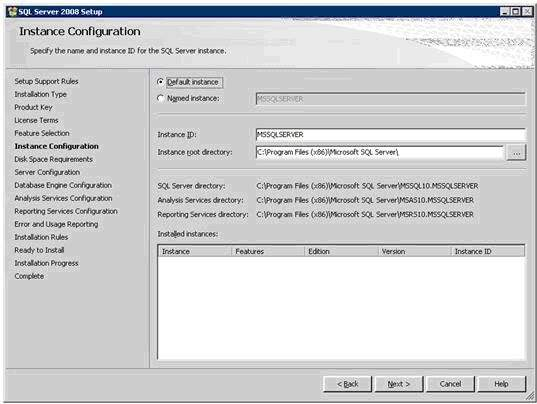 SQL Server 2008 Setup
Instance Configuration
Specify the name and instance ID for the SQL Server instance.
Setup Support Rules
Installation Type
Product Key
License Terms
Feature Selection
Instance Configuration
Disk Space Requirements
Server Configuration
Database Engine Configuration
Analysis Services Configuration
Reporting Services Configuration
Error and Usage Reporting
Installation Rules
Ready to Install
Installation Progress
Complete
Default instance
Named instance: MSSQLSERVER
Instance ID: MSSQLSERVER
Instance root directory: C:\Program Files (x86)\Microsoft SQL Server\ ...
SQL Server directory: C:\Program Files (x86)\Microsoft SQL Server\MSSQL10.MSSQLSERVER
Analysis Services directory: C:\Program Files (x86)\Microsoft SQL Server\MSAS10.MSSQLSERVER
Reporting Services directory: C:\Program Files (x86)\Microsoft SQL Server\MSRS10.MSSQLSERVER
Installed instances:
Instance Features Edition Version Instance ID
< Back Next > Cancel Help